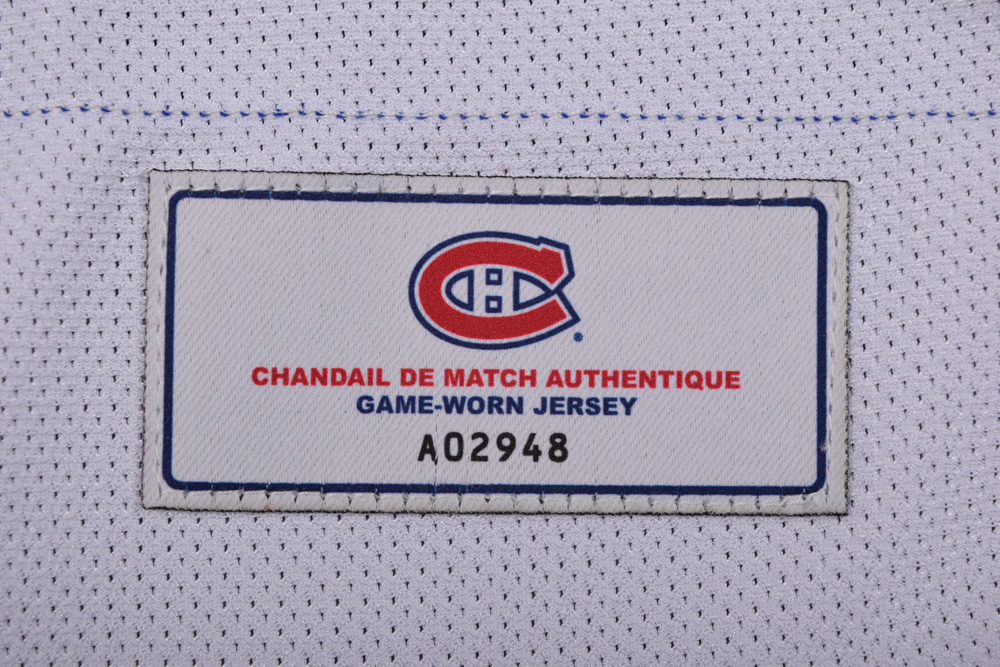 CHANDAIL DE MATCH AUTHENTIQUE
GAME-WORN JERSEY
A02948